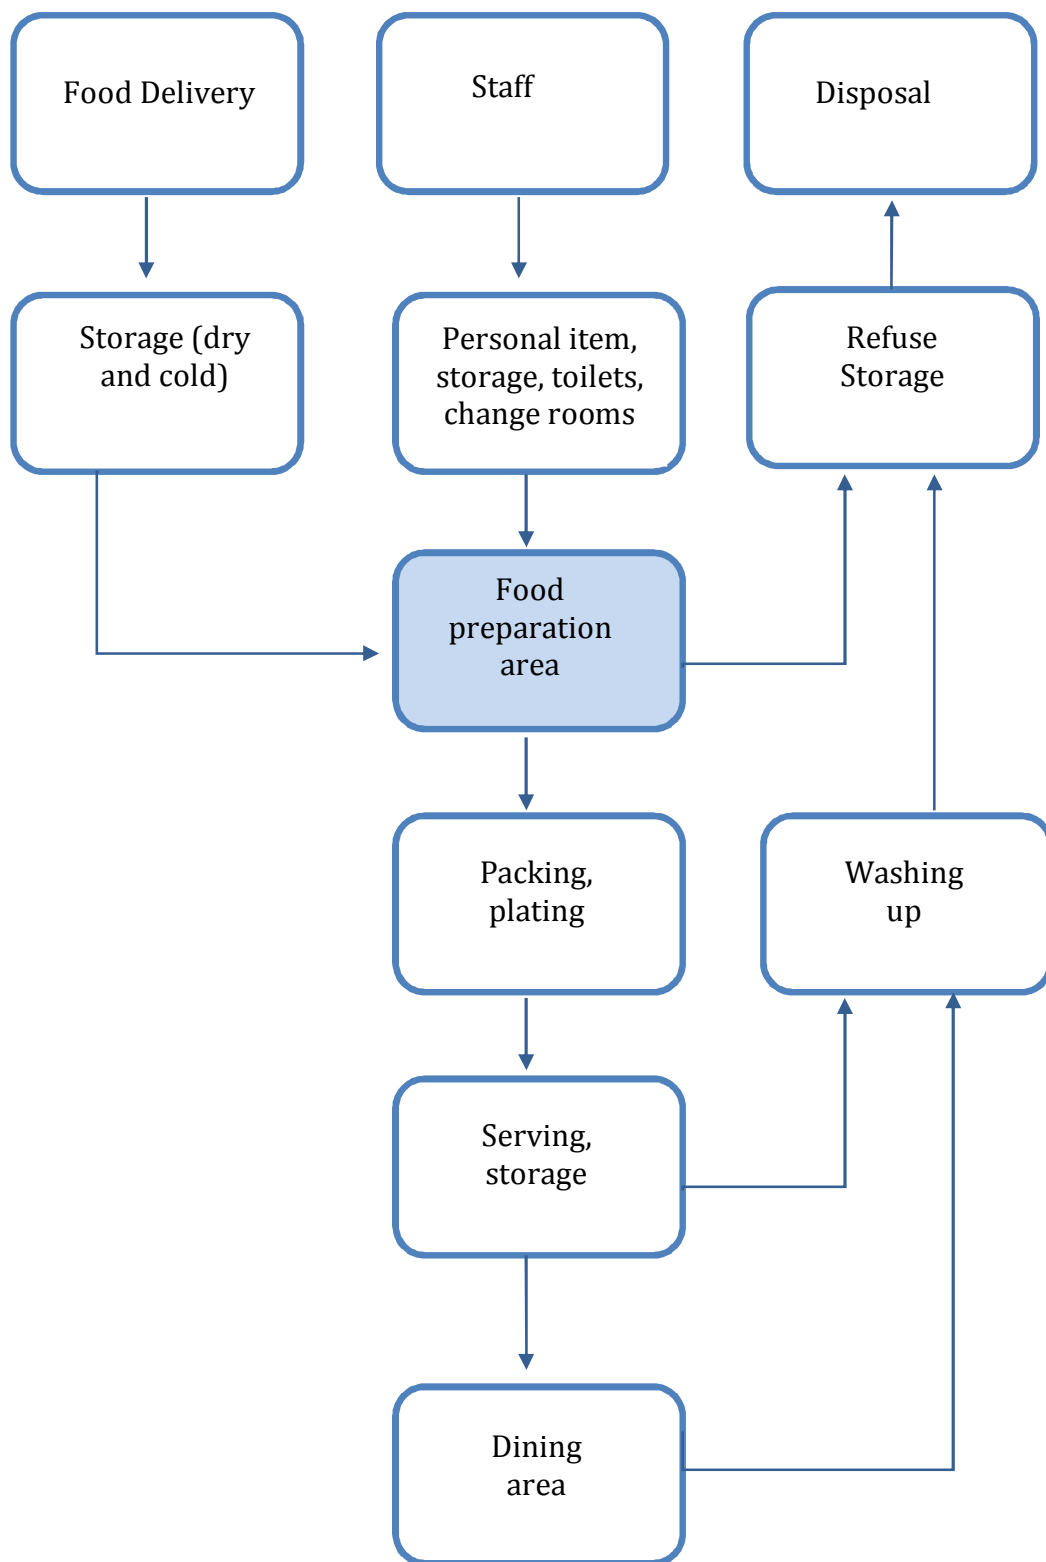 Food Delivery
Staff
Disposal
Storage (dry
and cold)
Personal item,
storage, toilets,
change rooms
Refuse
Storage
Food
preparation
area
Packing,
plating
Washing
up
Serving,
storage
Dining
area